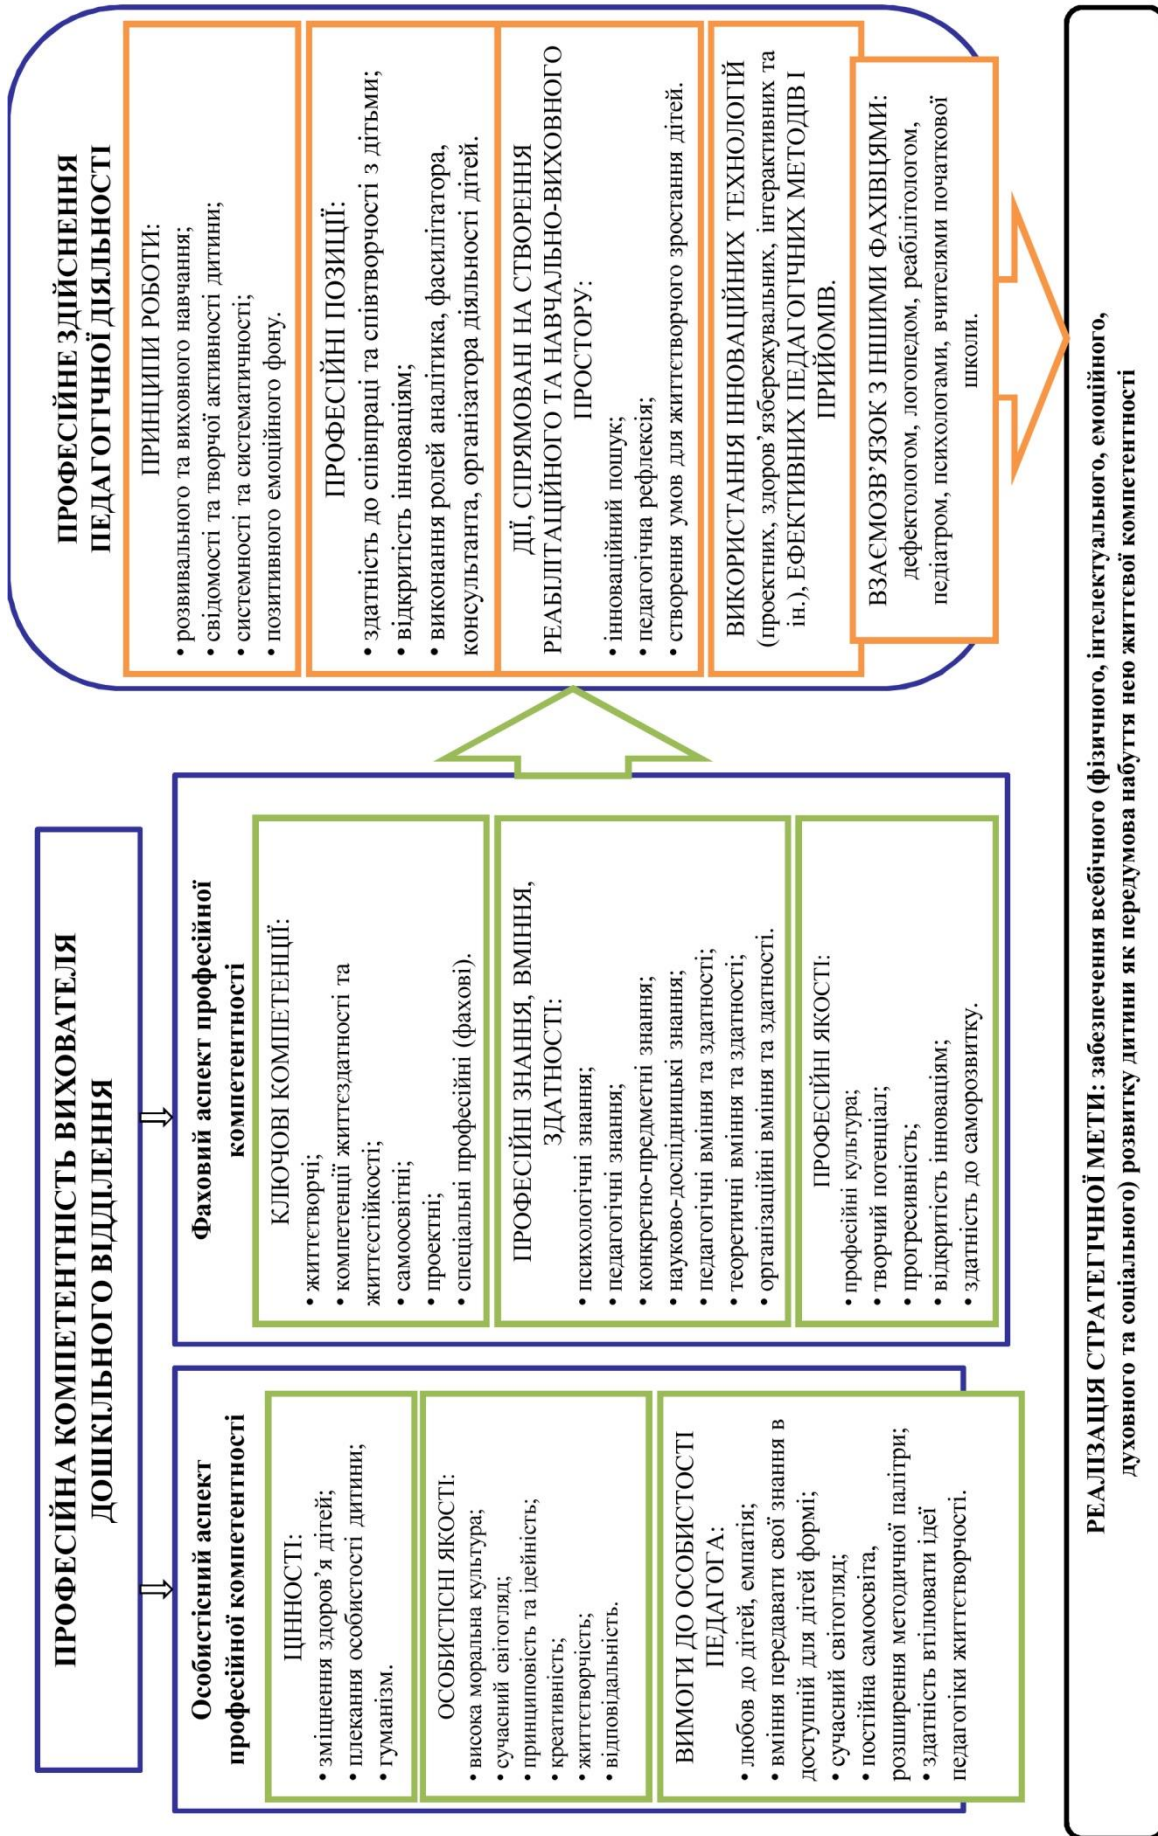 ПРОФЕСІЙНА КОМПЕТЕНТНІСТЬ ВИХОВАТЕЛЯ
ДОШКІЛЬНОГО ВІДДІЛЕННЯ
Особистісний аспект
професійної компетентності
ЦІННОСТІ:
• зміцнення здоров'я дітей;
• плекання особистості дитини;
• гуманізм.
ОСОБИСТІСНІ ЯКОСТІ:
• висока моральна культура;
• сучасний світогляд;
• принциповість та ідейність;
• креативність;
• життєтворчість;
• відповідальність.
ВИМОГИ ДО ОСОБИСТОСТІ
ПЕДАГОГА:
• любов до дітей, емпатія;
• вміння передавати свої знання в
доступній для дітей формі;
• сучасний світогляд;
• постійна самоосвіта,
розширення методичної палітри;
• здатність втілювати ідеї
педагогіки життєтворчості.
Фаховий аспект професійної
компетентності
КЛЮЧОВІ КОМПЕТЕНЦІЇ:
• життєтворчі;
• компетенції життєздатності та
життєстійкості;
• самоосвітні;
• проектні;
• спеціальні професійні (фахові).
ПРОФЕСІЙНІ ЗНАННЯ, ВМІННЯ,
ЗДАТНОСТІ:
• психологічні знання;
• педагогічні знання;
• конкретно-предметні знання;
• науково-дослідницькі знання;
• педагогічні вміння та здатності;
• теоретичні вміння та здатності;
• організаційні вміння та здатності.
ПРОФЕСІЙНІ ЯКОСТІ:
• професійні культура;
• творчий потенціал;
• прогресивність;
• відкритість інноваціям;
• здатність до саморозвитку.
ПРОФЕСІЙНЕ ЗДІЙСНЕННЯ
ПЕДАГОГІЧНОЇ ДІЯЛЬНОСТІ
ПРИНЦИПИ РОБОТИ:
• розвивального та виховного навчання;
• свідомості та творчої активності дитини;
• системності та систематичності;
• позитивного емоційного фону.
ПРОФЕСІЙНІ ПОЗИЦІЇ:
• здатність до співпраці та співтворчості з дітьми;
• відкритість інноваціям;
• виконання ролей аналітика, фасилітатора,
консультанта, організатора діяльності дітей.
ДІЇ, СПРЯМОВАНІ НА СТВОРЕННЯ
РЕАБІЛІТАЦІЙНОГО ТА НАВЧАЛЬНО-ВИХОВНОГО
ПРОСТОРУ:
• інноваційний пошук;
• педагогічна рефлексія;
• створення умов для життєтворчого зростання дітей.
ВИКОРИСТАННЯ ІННОВАЦІЙНИХ ТЕХНОЛОГІЙ
(проектних, здоров'язбережувальних, інтерактивних та
ін.), ЕФЕКТИВНИХ ПЕДАГОГІЧНИХ МЕТОДІВ І
ПРИЙОМІВ.
ВЗАЄМОЗВ'ЯЗОК З ІНШИМИ ФАХІВЦЯМИ:
дефектологом, логопедом, реабілітологом,
педіатром, психологами, вчителями початкової
школи.
РЕАЛІЗАЦІЯ СТРАТЕГІЧНОЇ МЕТИ: забезпечення всебічного (фізичного, інтелектуального, емоційного,
духовного та соціального) розвитку дитини як передумова набуття нею життєвої компетентності